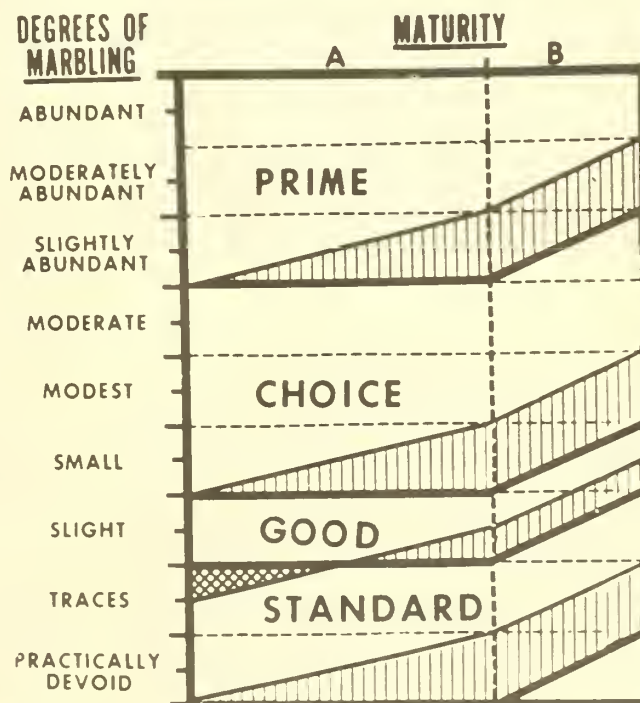 DEGREES OF
MARBLING
MATURITY
A
B
ABUNDANT
MODERATELY
ABUNDANT
PRIME
SLIGHTLY
ABUNDANT
MODERATE
MODEST
CHOICE
SMALL
SLIGHT
GOOD
TRACES
STANDARD
PRACTICALLY
DEVOID